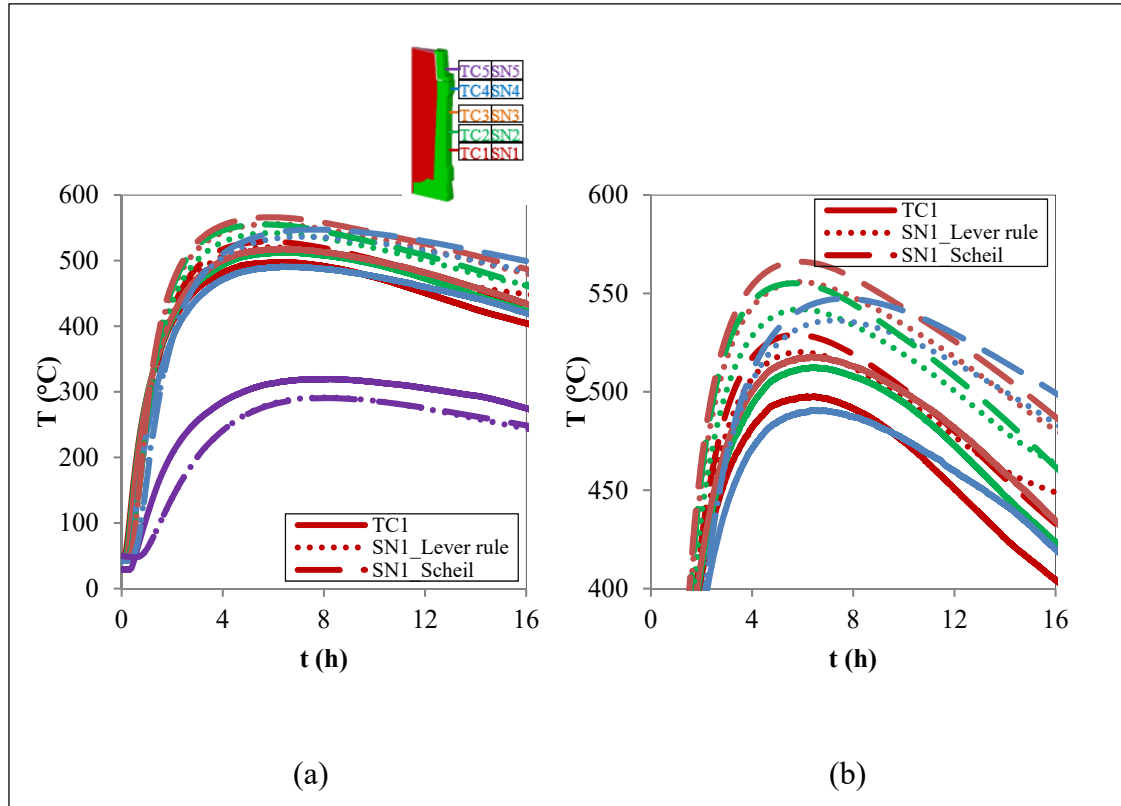 TC5 SN5
TC4 SN4
TC3 SN3
TC2 SN2
TC1 SN1
600
500
400
300
200
100
0
T (°C)
0 4 8 12 16
t (h)
TC1
SN1_Lever rule
SN1_Scheil
(a)
600
550
500
450
400
T (°C)
0 4 8 12 16
t (h)
TC1
SN1_Lever rule
SN1_Scheil
(b)